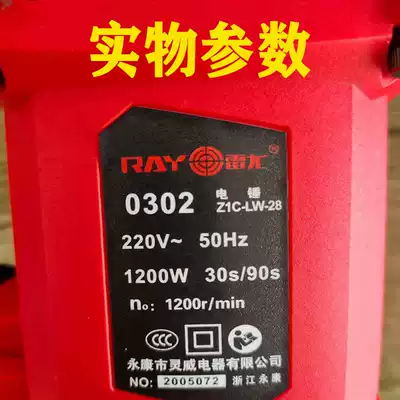 实物参数
RAY 雷尤®
0302 电锤 Z1C-LW-28
220V~ 50Hz
1200W 30s/90s
n₀: 1200r/min
永康市灵威电器有限公司
NO: 2005072 浙江永康